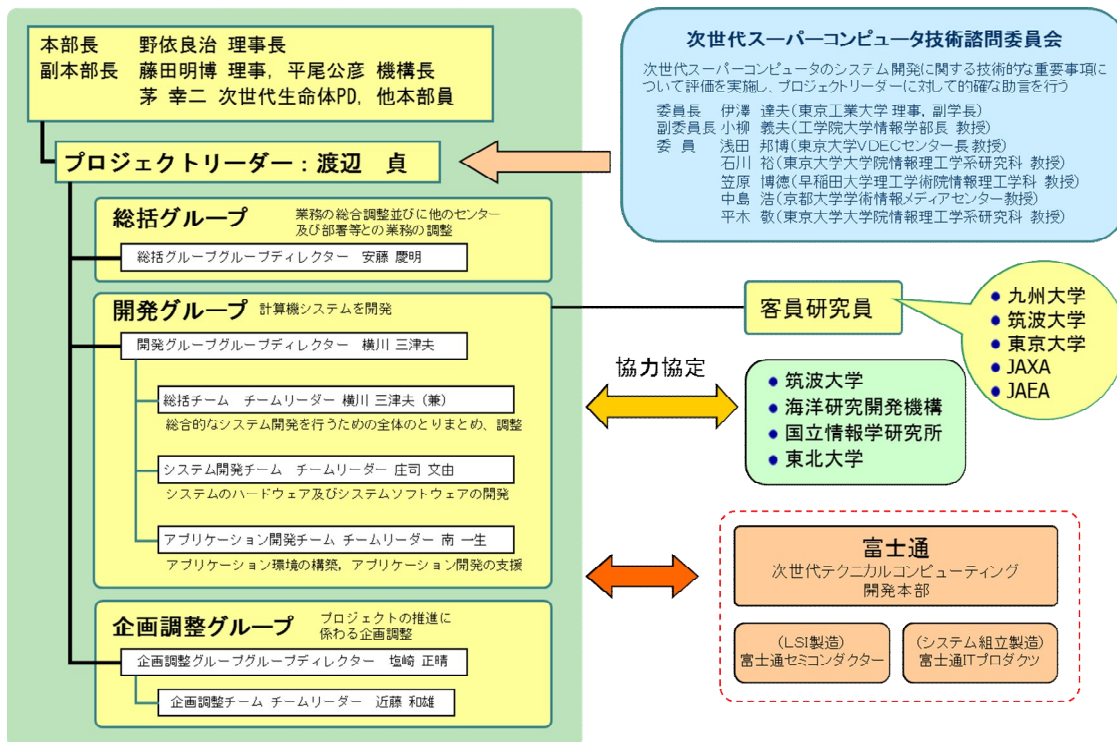 本部長 野依良治 理事長
副本部長 藤田明博 理事, 平尾公彦 機構長
茅 幸二 次世代生命体PD, 他本部員
プロジェクトリーダー：渡辺 貞
総括グループ
業務の総合調整並びに他のセンター
及び部署等との業務の調整
総括グループグループディレクター 安藤 慶明
開発グループ 計算機システムを開発
開発グループグループディレクター 横川 三津夫
総括チーム チームリーダー 横川 三津夫（兼）
総合的なシステム開発を行うための全体のとりまとめ、調整
システム開発チーム チームリーダー 庄司 文由
システムのハードウェア及びシステムソフトウェアの開発
アプリケーション開発チーム チームリーダー 南 一生
アプリケーション環境の構築，アプリケーション開発の支援
企画調整グループ
プロジェクトの推進に
係わる企画調整
企画調整グループグループディレクター 塩崎 正晴
企画調整チーム チームリーダー 近藤 和雄
次世代スーパーコンピュータ技術諮問委員会
次世代スーパーコンピュータのシステム開発に関する技術的な重要事項に
ついて評価を実施し、プロジェクトリーダーに対して的確な助言を行う
委員長 伊澤 達夫（東京工業大学 理事, 副学長）
副委員長 小柳 義夫（工学院大学情報学部長 教授）
委 員 浅田 邦博（東京大学VDECセンター長 教授）
石川 裕（東京大学大学院情報理工学系研究科 教授）
笠原 博徳（早稲田大学理工学術院情報理工学科 教授）
中島 浩（京都大学学術情報メディアセンター教授）
平木 敬（東京大学大学院情報理工学系研究科 教授）
客員研究員
● 九州大学
● 筑波大学
● 東京大学
● JAXA
● JAEA
協力協定
● 筑波大学
● 海洋研究開発機構
● 国立情報学研究所
● 東北大学
富士通
次世代テクニカルコンピューティング
開発本部
（LSI製造）
富士通セミコンダクター
（システム組立製造）
富士通ITプロダクツ